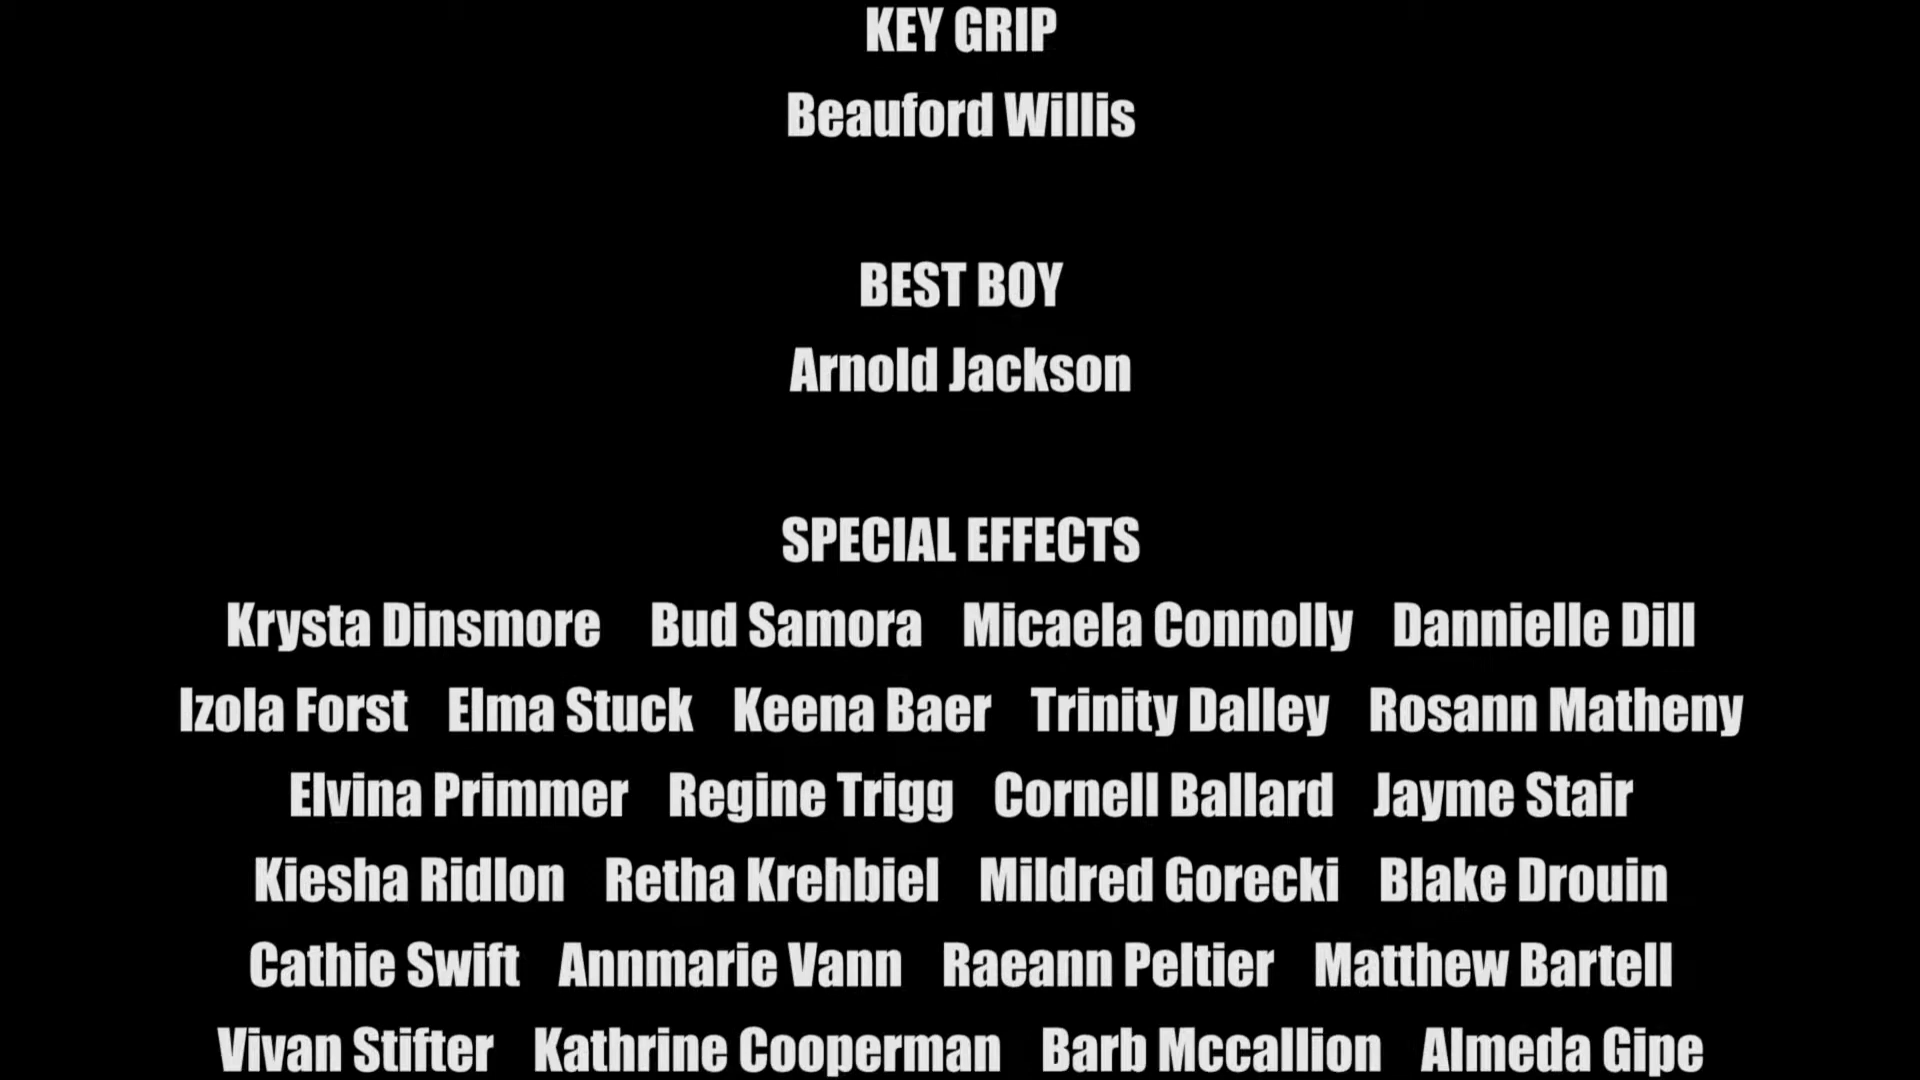 KEY GRIP
Beauford Willis
BEST BOY
Arnold Jackson
SPECIAL EFFECTS
Krysta Dinsmore Bud Samora Micaela Connolly Dannielle Dill
Izola Forst Elma Stuck Keena Baer Trinity Dalley Rosann Matheny
Elvina Primmer Regine Trigg Cornell Ballard Jayme Stair
Kiesha Ridlon Retha Krehbiel Mildred Gorecki Blake Drouin
Cathie Swift Annmarie Vann Raeann Peltier Matthew Bartell
Vivan Stifter Kathrine Cooperman Barb Mccallion Almeda Gipe